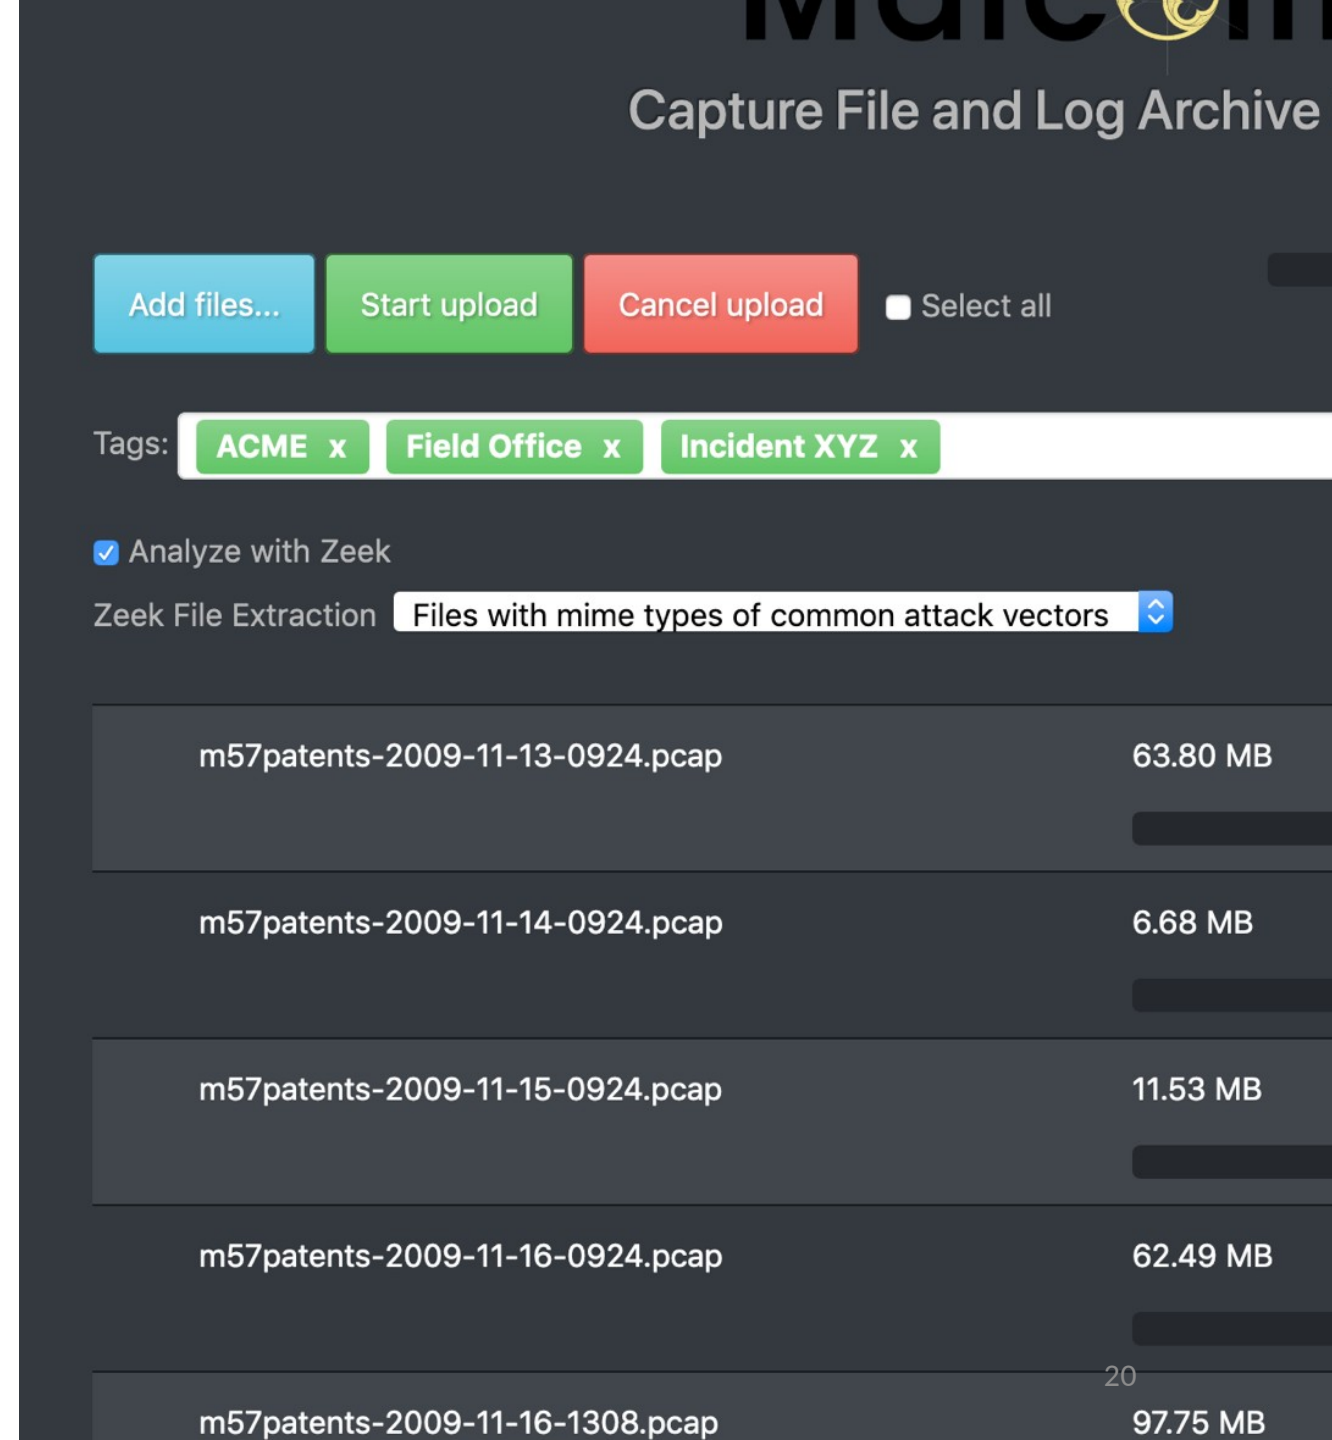 Capture File and Log Archive
Add files... Start upload Cancel upload Select all
Tags: ACME x Field Office x Incident XYZ x
Analyze with Zeek
Zeek File Extraction Files with mime types of common attack vectors
m57patents-2009-11-13-0924.pcap 63.80 MB
m57patents-2009-11-14-0924.pcap 6.68 MB
m57patents-2009-11-15-0924.pcap 11.53 MB
m57patents-2009-11-16-0924.pcap 62.49 MB
20
m57patents-2009-11-16-1308.pcap 97.75 MB